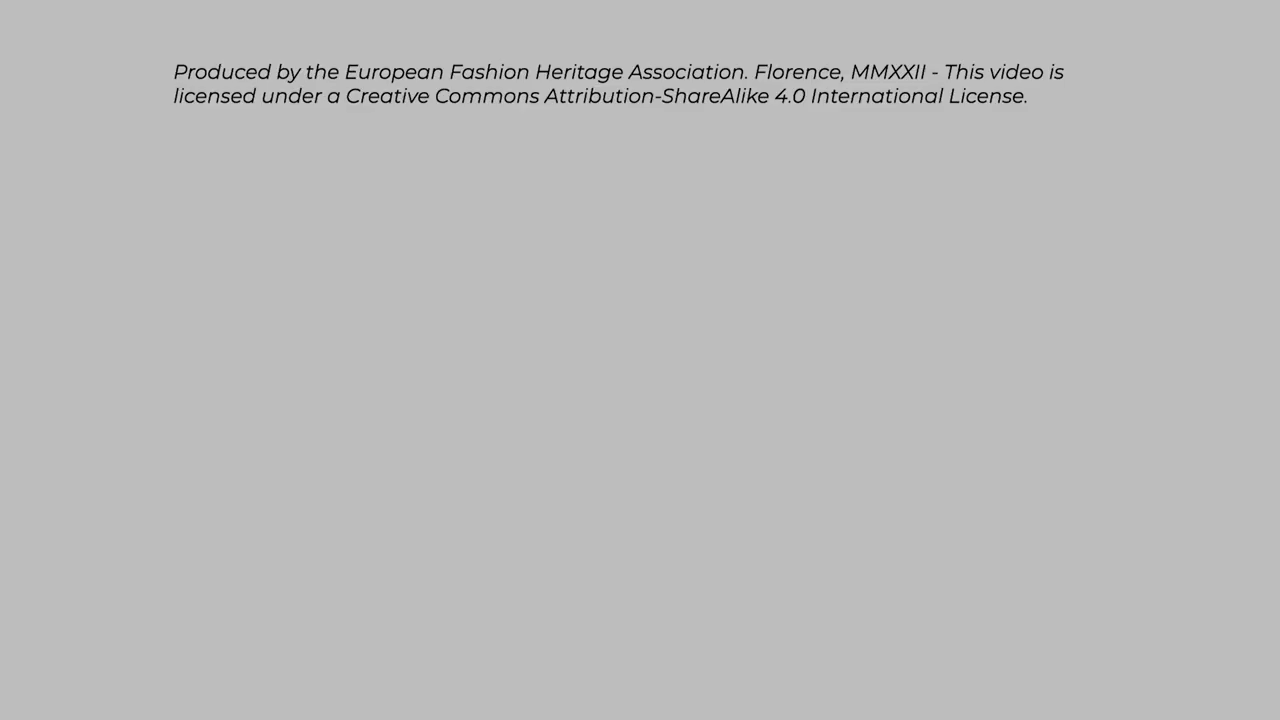 Produced by the European Fashion Heritage Association. Florence, MMXXII - This video is
licensed under a Creative Commons Attribution-ShareAlike 4.0 International License.